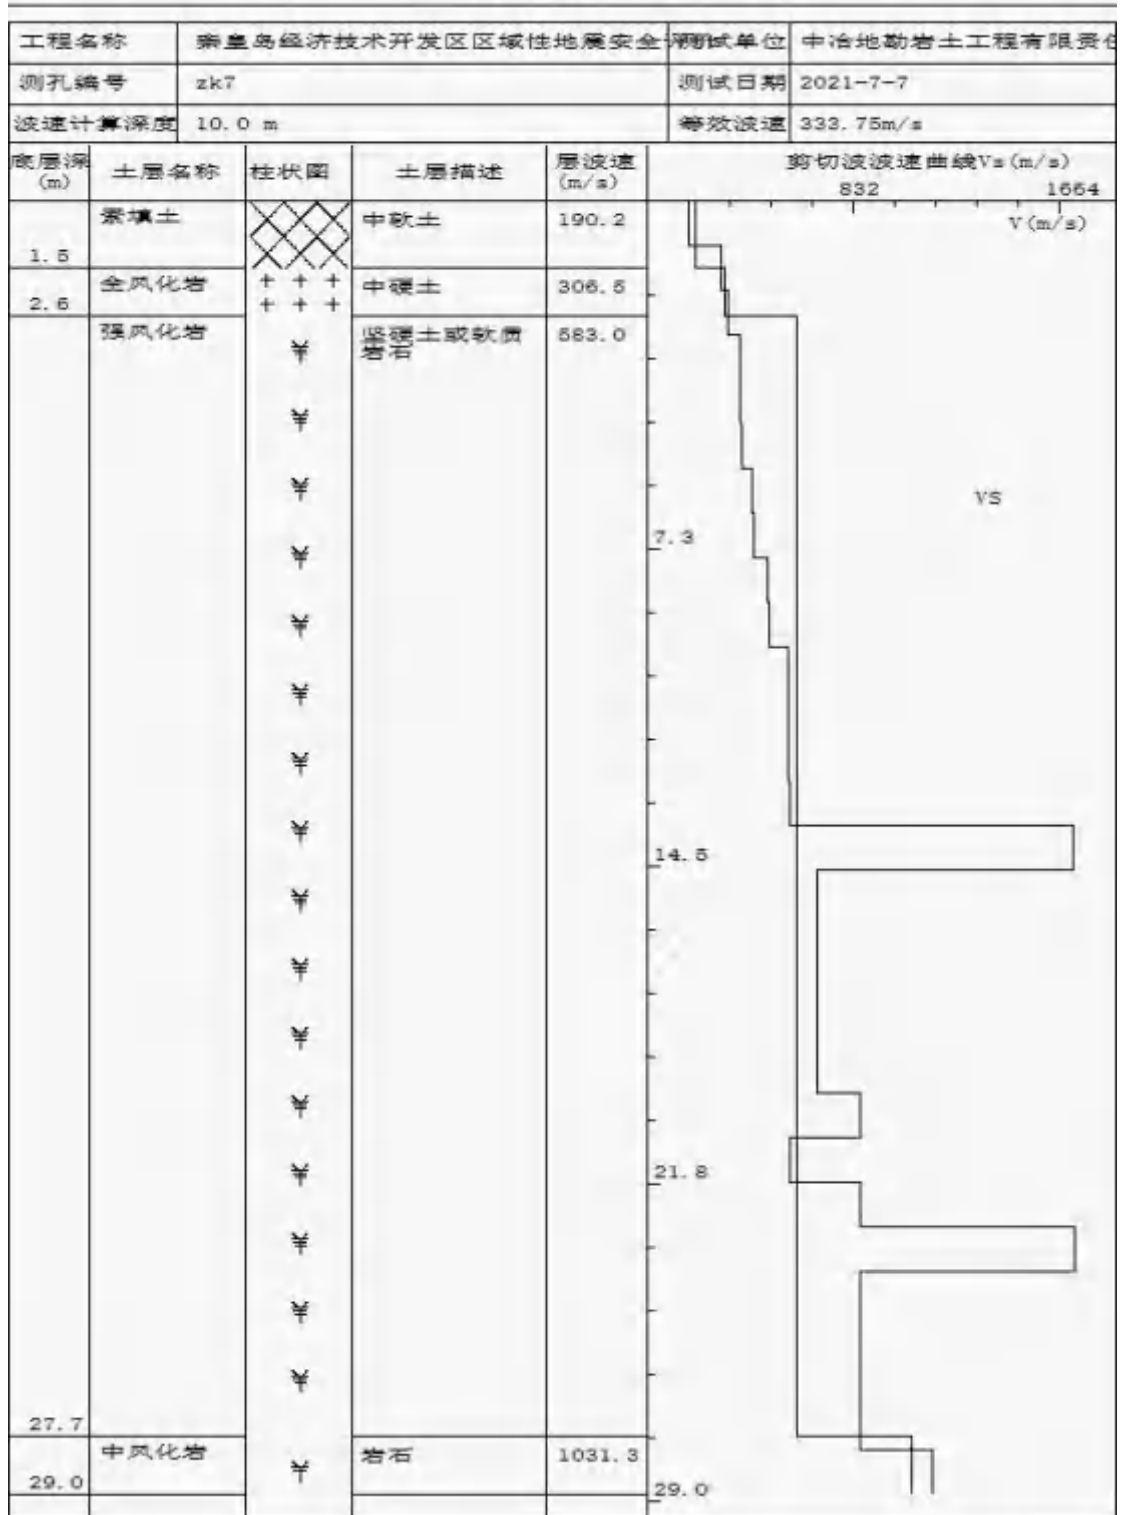 工程名称 秦皇岛经济技术开发区区域性地震安全 测试单位 中冶地勘岩土工程有限责任
测孔编号 zk7 测试日期 2021-7-7
波速计算深度 10.0 m 等效波速 333.75m/s
底层深 (m) 土层名称 柱状图 土层描述 层波速 (m/s) 剪切波波速曲线Vs(m/s)
832 1664
V(m/s)
素填土 中软土 190.2
1.5
全风化岩 中硬土 306.5
2.6
强风化岩 坚硬土或软质 583.0
岩石
VS
7.3
14.5
21.8
27.7
中风化岩 岩石 1031.3
29.0 29.0